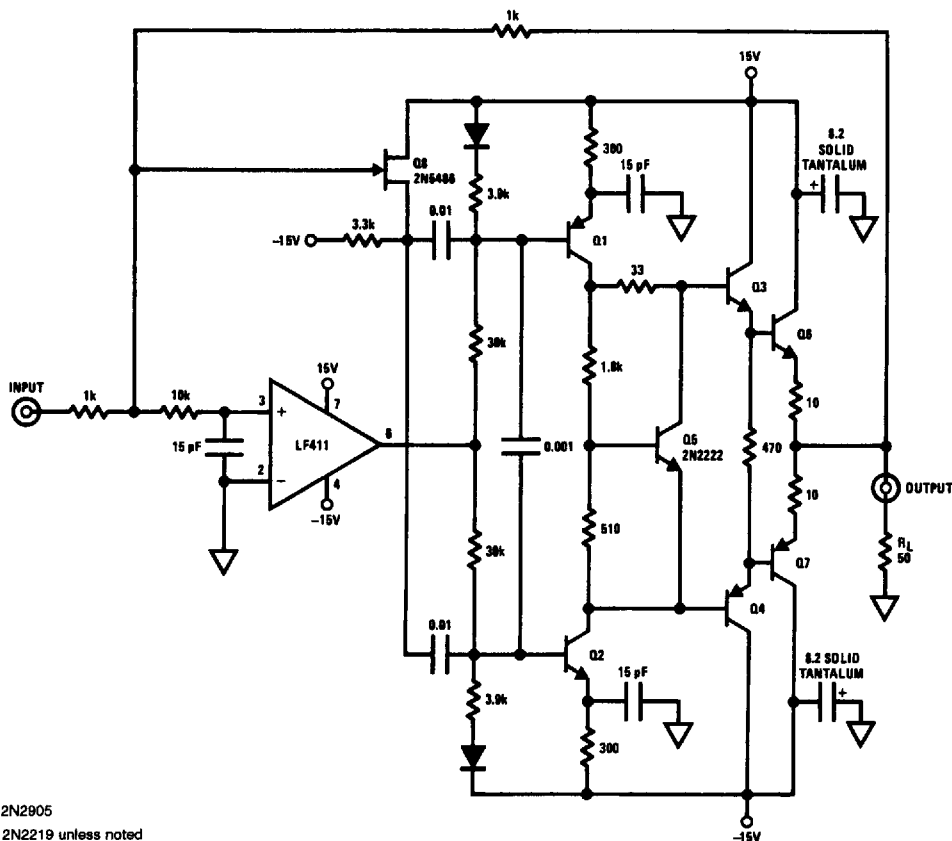 1k
15V
8.2
SOLID
TANTALUM
+
Q8
2N5486
3.9k
300
15 pF
3.3k
-15V
0.01
Q1
33
Q3
Q6
30k
1.8k
10
INPUT
1k
10k
15V
7
3
+
LF411
6
15 pF
2
-
4
-15V
0.001
Q5
2N2222
470
OUTPUT
10
510
30k
RL
50
Q7
Q4
0.01
Q2
15 pF
8.2 SOLID
TANTALUM
+
3.9k
300
-15V
2N2905
2N2219 unless noted